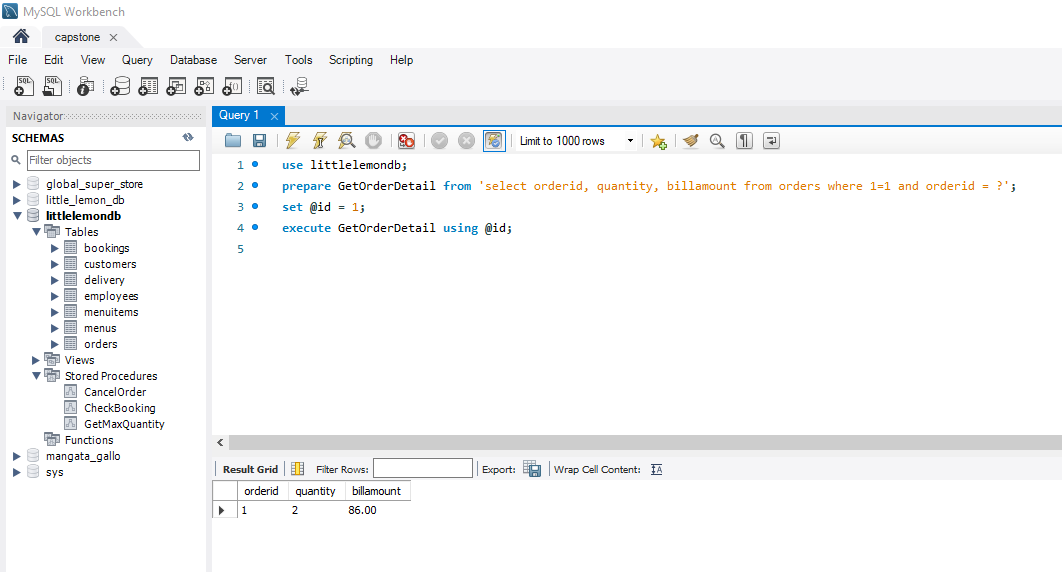 MySQL Workbench
capstone
File Edit View Query Database Server Tools Scripting Help
Navigator
SCHEMAS
Filter objects
global_super_store
little_lemon_db
littlelemondb
Tables
bookings
customers
delivery
employees
menuitems
menus
orders
Views
Stored Procedures
CancelOrder
CheckBooking
GetMaxQuantity
Functions
mangata_gallo
sys
Query 1
Limit to 1000 rows
1 use littlelemondb;
2 prepare GetOrderDetail from 'select orderid, quantity, billamount from orders where 1=1 and orderid = ?';
3 set @id = 1;
4 execute GetOrderDetail using @id;
5
Result Grid Filter Rows: Export: Wrap Cell Content:
orderid quantity billamount
1 2 86.00